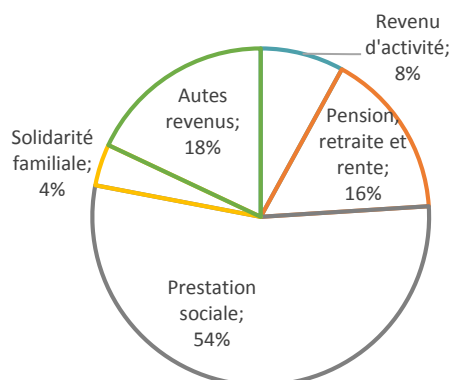 Revenu
d'activité;
8%
Pension,
retraite et
rente;
16%
Prestation
sociale;
54%
Solidarité
familiale;
4%
Autes
revenus;
18%